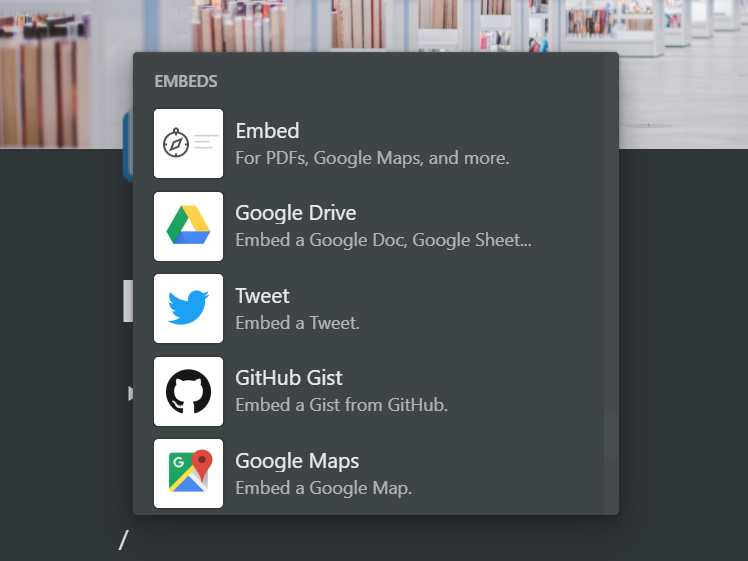 EMBEDS
Embed
For PDFs, Google Maps, and more.
Google Drive
Embed a Google Doc, Google Sheet...
Tweet
Embed a Tweet.
GitHub Gist
Embed a Gist from GitHub.
G
Google Maps
Embed a Google Map.
/